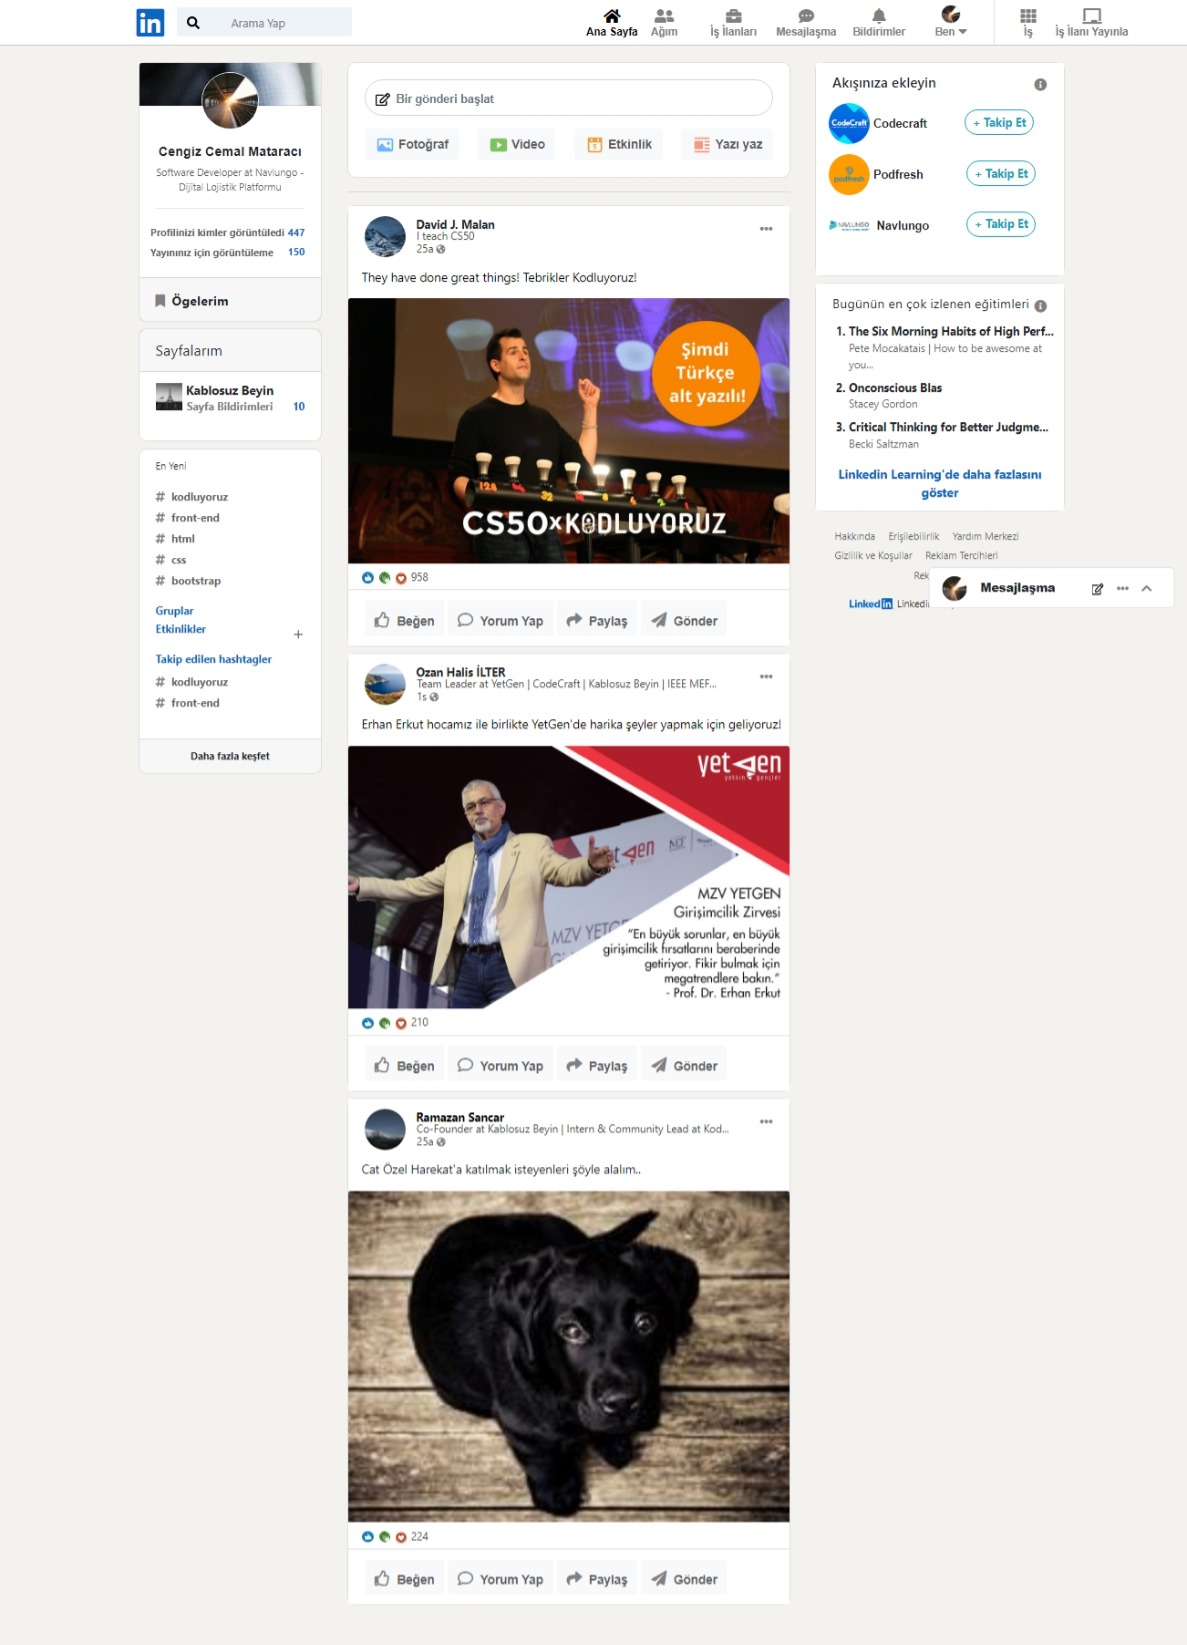 in
Arama Yap
Ana Sayfa
Ağım
İş İlanları
Mesajlaşma
Bildirimler
Ben
İş
İş İlanı Yayınla
Cengiz Cemal Mataracı
Software Developer at Navlungo -
Dijital Lojistik Platformu
Profilinizi kimler görüntüledi 447
Yayınınız için görüntüleme 150
Ögelerim
Sayfalarım
Kablosuz Beyin
Sayfa Bildirimleri 10
En Yeni
# kodluyoruz
# front-end
# html
# css
# bootstrap
Gruplar
Etkinlikler
+
Takip edilen hashtagler
# kodluyoruz
# front-end
Daha fazla keşfet
Bir gönderi başlat
Fotoğraf
Video
Etkinlik
Yazı yaz
David J. Malan
I teach CS50
25a
They have done great things! Tebrikler Kodluyoruz!
Şimdi
Türkçe
alt yazılı!
128
32
CS50xKODLUYORUZ
958
Beğen
Yorum Yap
Paylaş
Gönder
Ozan Halis İLTER
Team Leader at YetGen | CodeCraft | Kablosuz Beyin | IEEE MEF...
1s
Erhan Erkut hocamız ile birlikte YetGen'de harika şeyler yapmak için geliyoruz!
yetgen
yetkin gençler
MZV YETGEN
Girişimcilik Zirvesi
"En büyük sorunlar, en büyük
girişimcilik fırsatlarını beraberinde
getiriyor. Fikir bulmak için
megatrendlere bakın."
- Prof. Dr. Erhan Erkut
210
Beğen
Yorum Yap
Paylaş
Gönder
Ramazan Sancar
Co-Founder at Kablosuz Beyin | Intern & Community Lead at Kod...
25a
Cat Özel Harekat'a katılmak isteyenleri şöyle alalım..
224
Beğen
Yorum Yap
Paylaş
Gönder
Akışınıza ekleyin
CodeCraft
Codecraft
+ Takip Et
podfresh
Podfresh
+ Takip Et
NAVLUNGO
Navlungo
+ Takip Et
Bugünün en çok izlenen eğitimleri
1. The Six Morning Habits of High Perf...
Pete Mocakatais | How to be awesome at
you...
2. Onconscious Blas
Stacey Gordon
3. Critical Thinking for Better Judgme...
Becki Saltzman
Linkedin Learning'de daha fazlasını
göster
Hakkında Erişilebilirlik Yardım Merkezi
Gizlilik ve Koşullar Reklam Tercihleri
Rek
Linkedin Linkedi
Mesajlaşma